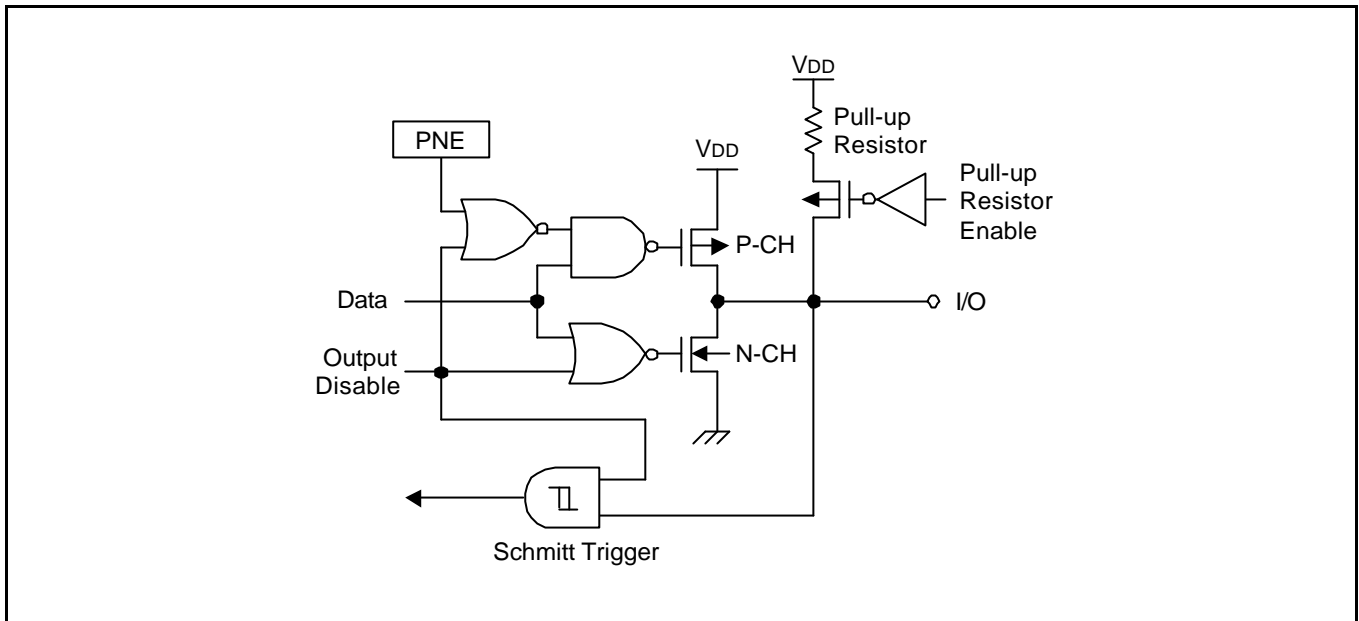 VDD
Pull-up
Resistor
PNE
VDD
Pull-up
Resistor
Enable
P-CH
Data
I/O
Output
Disable
N-CH
Schmitt Trigger